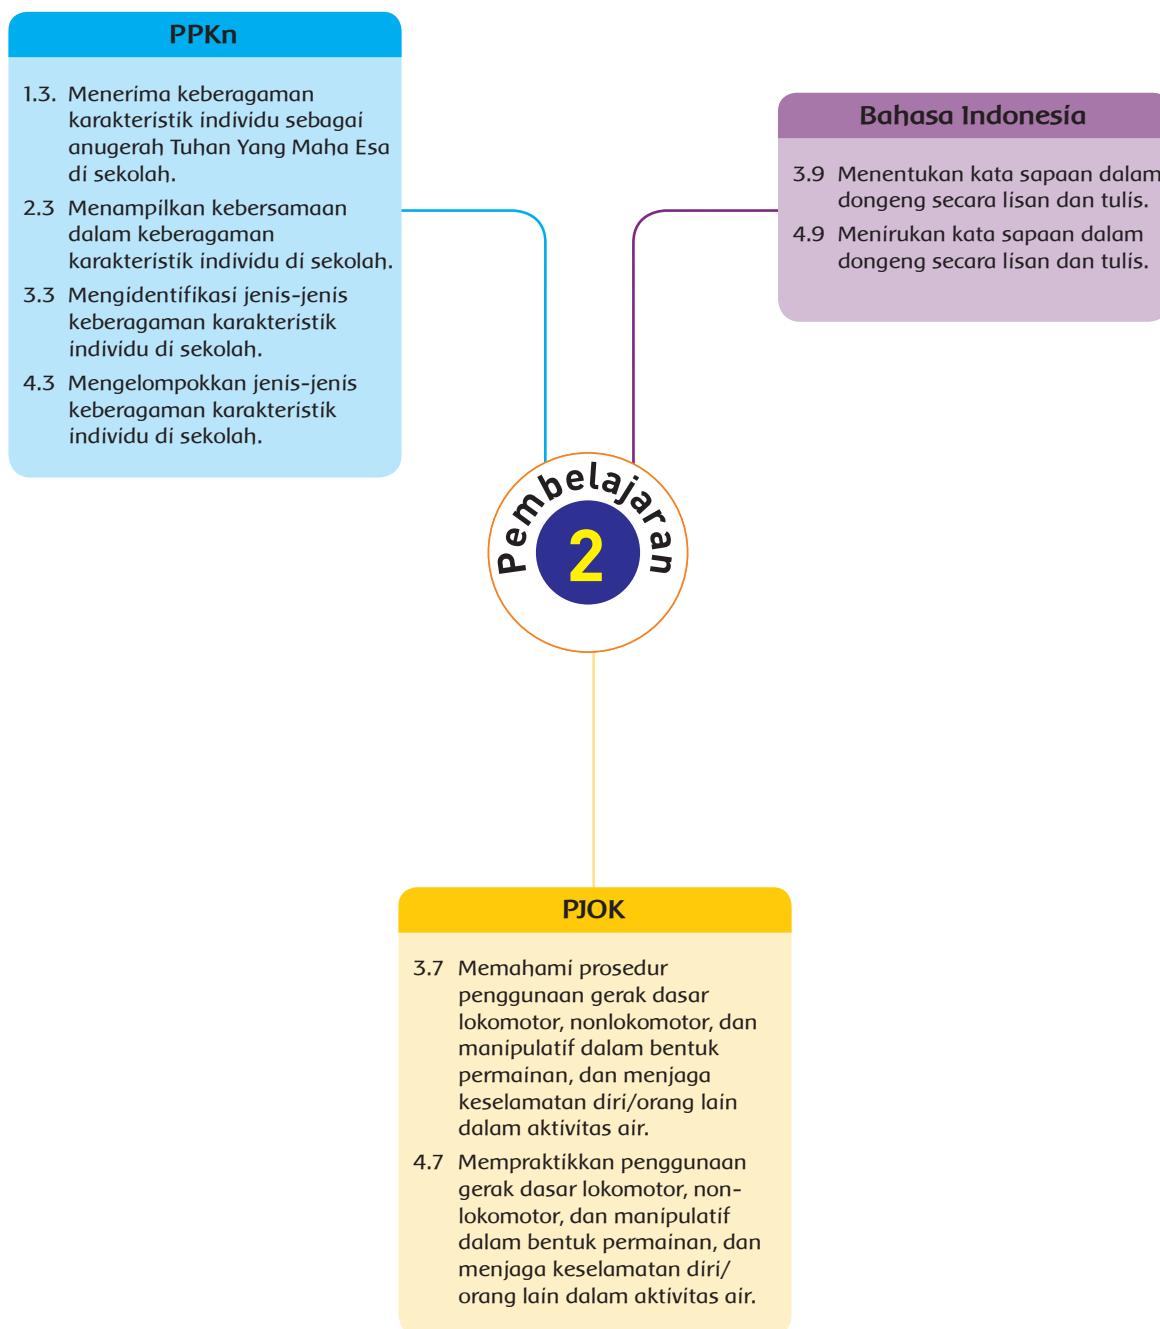 PPKn
1.3. Menerima keberagaman
karakteristik individu sebagai
anugerah Tuhan Yang Maha Esa
di sekolah.
2.3 Menampilkan kebersamaan
dalam keberagaman
karakteristik individu di sekolah.
3.3 Mengidentifikasi jenis-jenis
keberagaman karakteristik
individu di sekolah.
4.3 Mengelompokkan jenis-jenis
keberagaman karakteristik
individu di sekolah.
Bahasa Indonesia
3.9 Menentukan kata sapaan dalam
dongeng secara lisan dan tulis.
4.9 Menirukan kata sapaan dalam
dongeng secara lisan dan tulis.
Pembelajaran
2
PJOK
3.7 Memahami prosedur
penggunaan gerak dasar
lokomotor, nonlokomotor, dan
manipulatif dalam bentuk
permainan, dan menjaga
keselamatan diri/orang lain
dalam aktivitas air.
4.7 Mempraktikkan penggunaan
gerak dasar lokomotor, non-
lokomotor, dan manipulatif
dalam bentuk permainan, dan
menjaga keselamatan diri/
orang lain dalam aktivitas air.